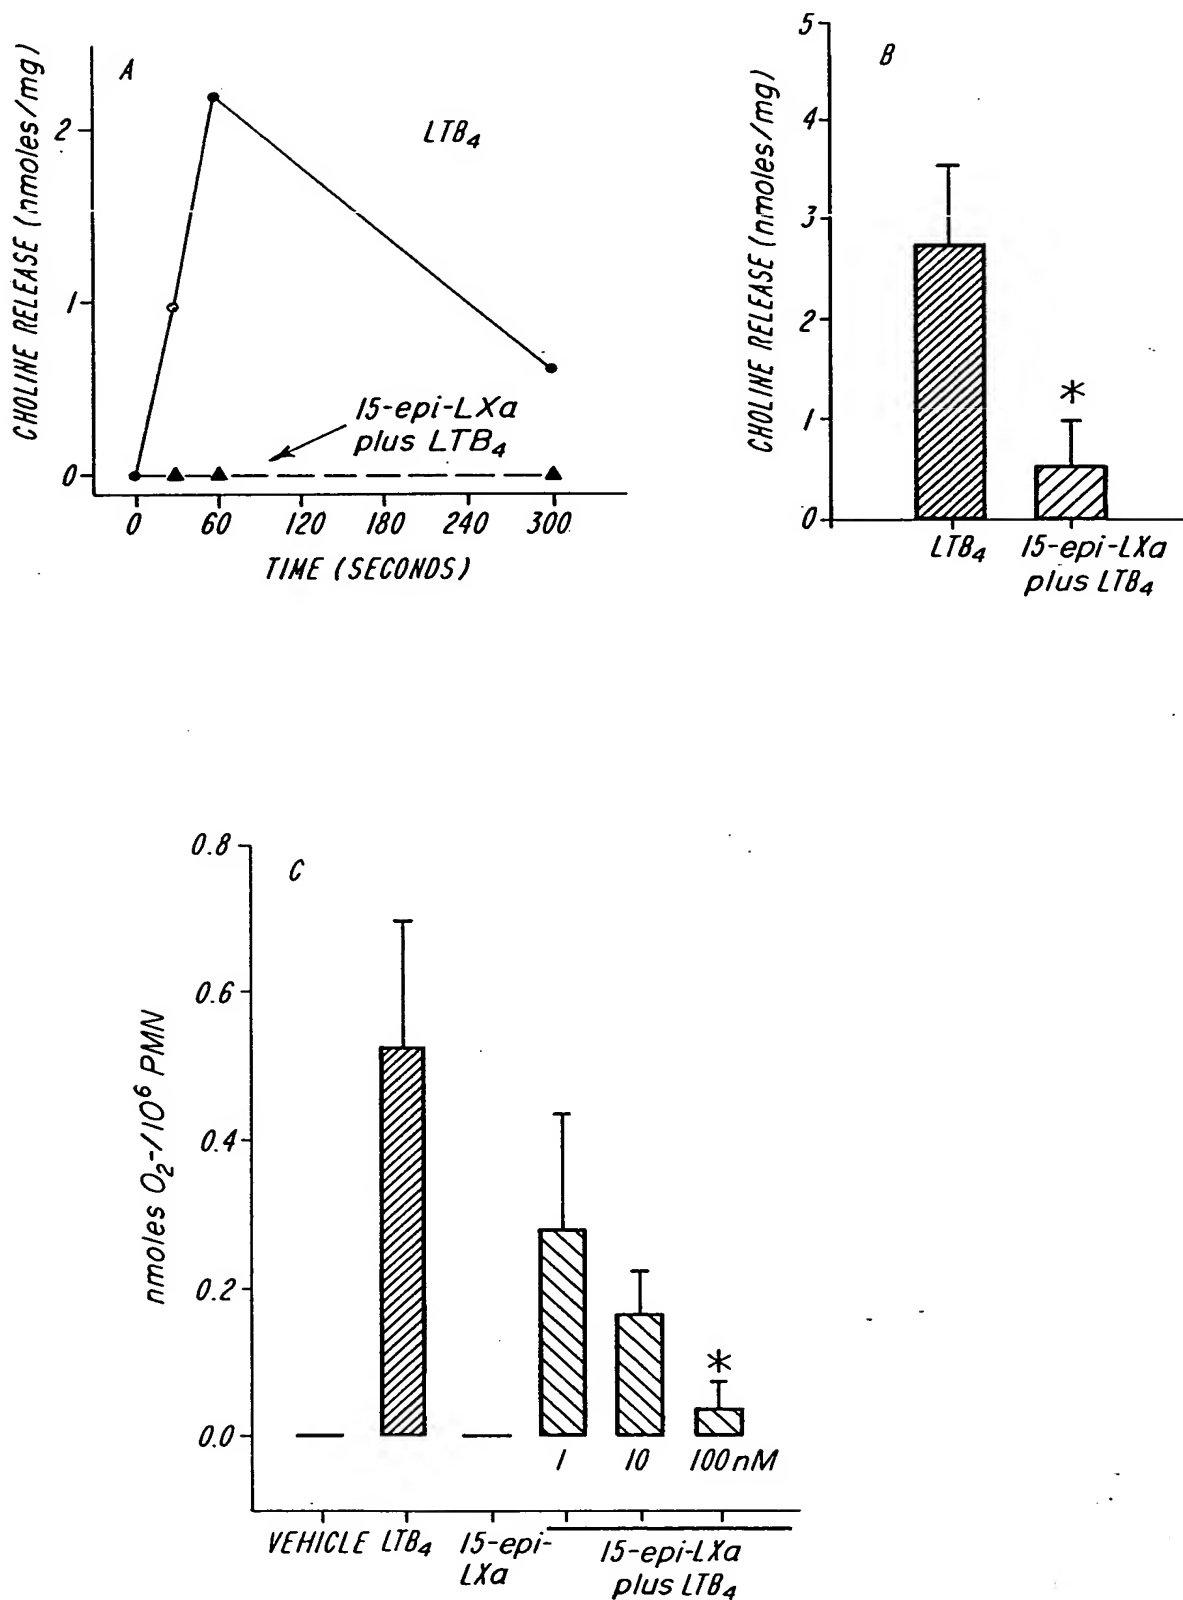 A
CHOLINE RELEASE (nmoles/mg)
2
1
0
LTB4
15-epi-LXa
plus LTB4
0 60 120 180 240 300
TIME (SECONDS)
B
CHOLINE RELEASE (nmoles/mg)
5
4
3
2
1
0
*
LTB4
15-epi-LXa
plus LTB4
C
nmoles O2-/10⁶ PMN
0.8
0.6
0.4
0.2
0.0
*
1 10 100nM
VEHICLE LTB4
15-epi-
LXa
15-epi-LXa
plus LTB4